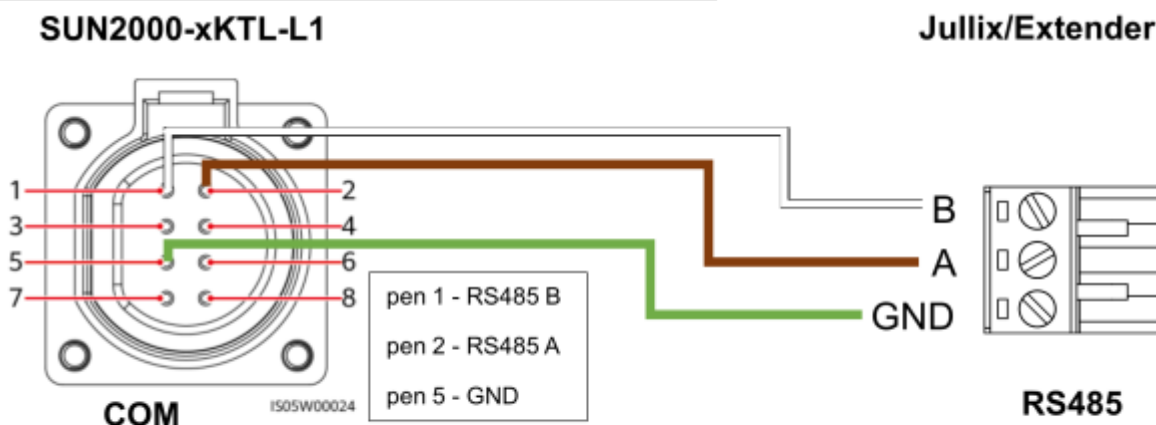 SUN2000-xKTL-L1
Jullix/Extender
1
2
3
4
5
6
7
8
B
A
GND
pen 1 - RS485 B
pen 2 - RS485 A
pen 5 - GND
COM
IS05W00024
RS485